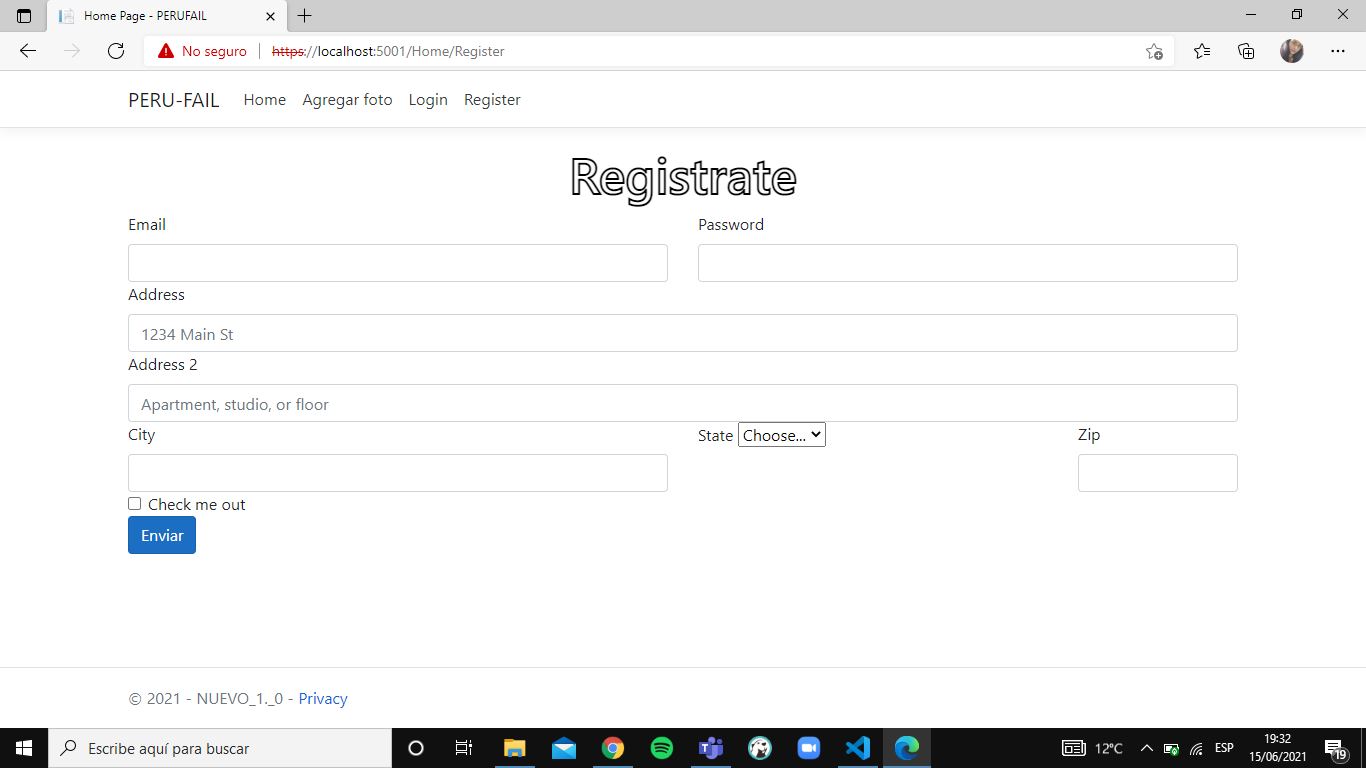 Home Page - PERUFAIL
No seguro https://localhost:5001/Home/Register
PERU-FAIL Home Agregar foto Login Register
Registrate
Email Password
Address
1234 Main St
Address 2
Apartment, studio, or floor
City State Choose... Zip
Check me out
Enviar
© 2021 - NUEVO_1._0 - Privacy
Escribe aquí para buscar 12°C ESP 19:32
15/06/2021 19